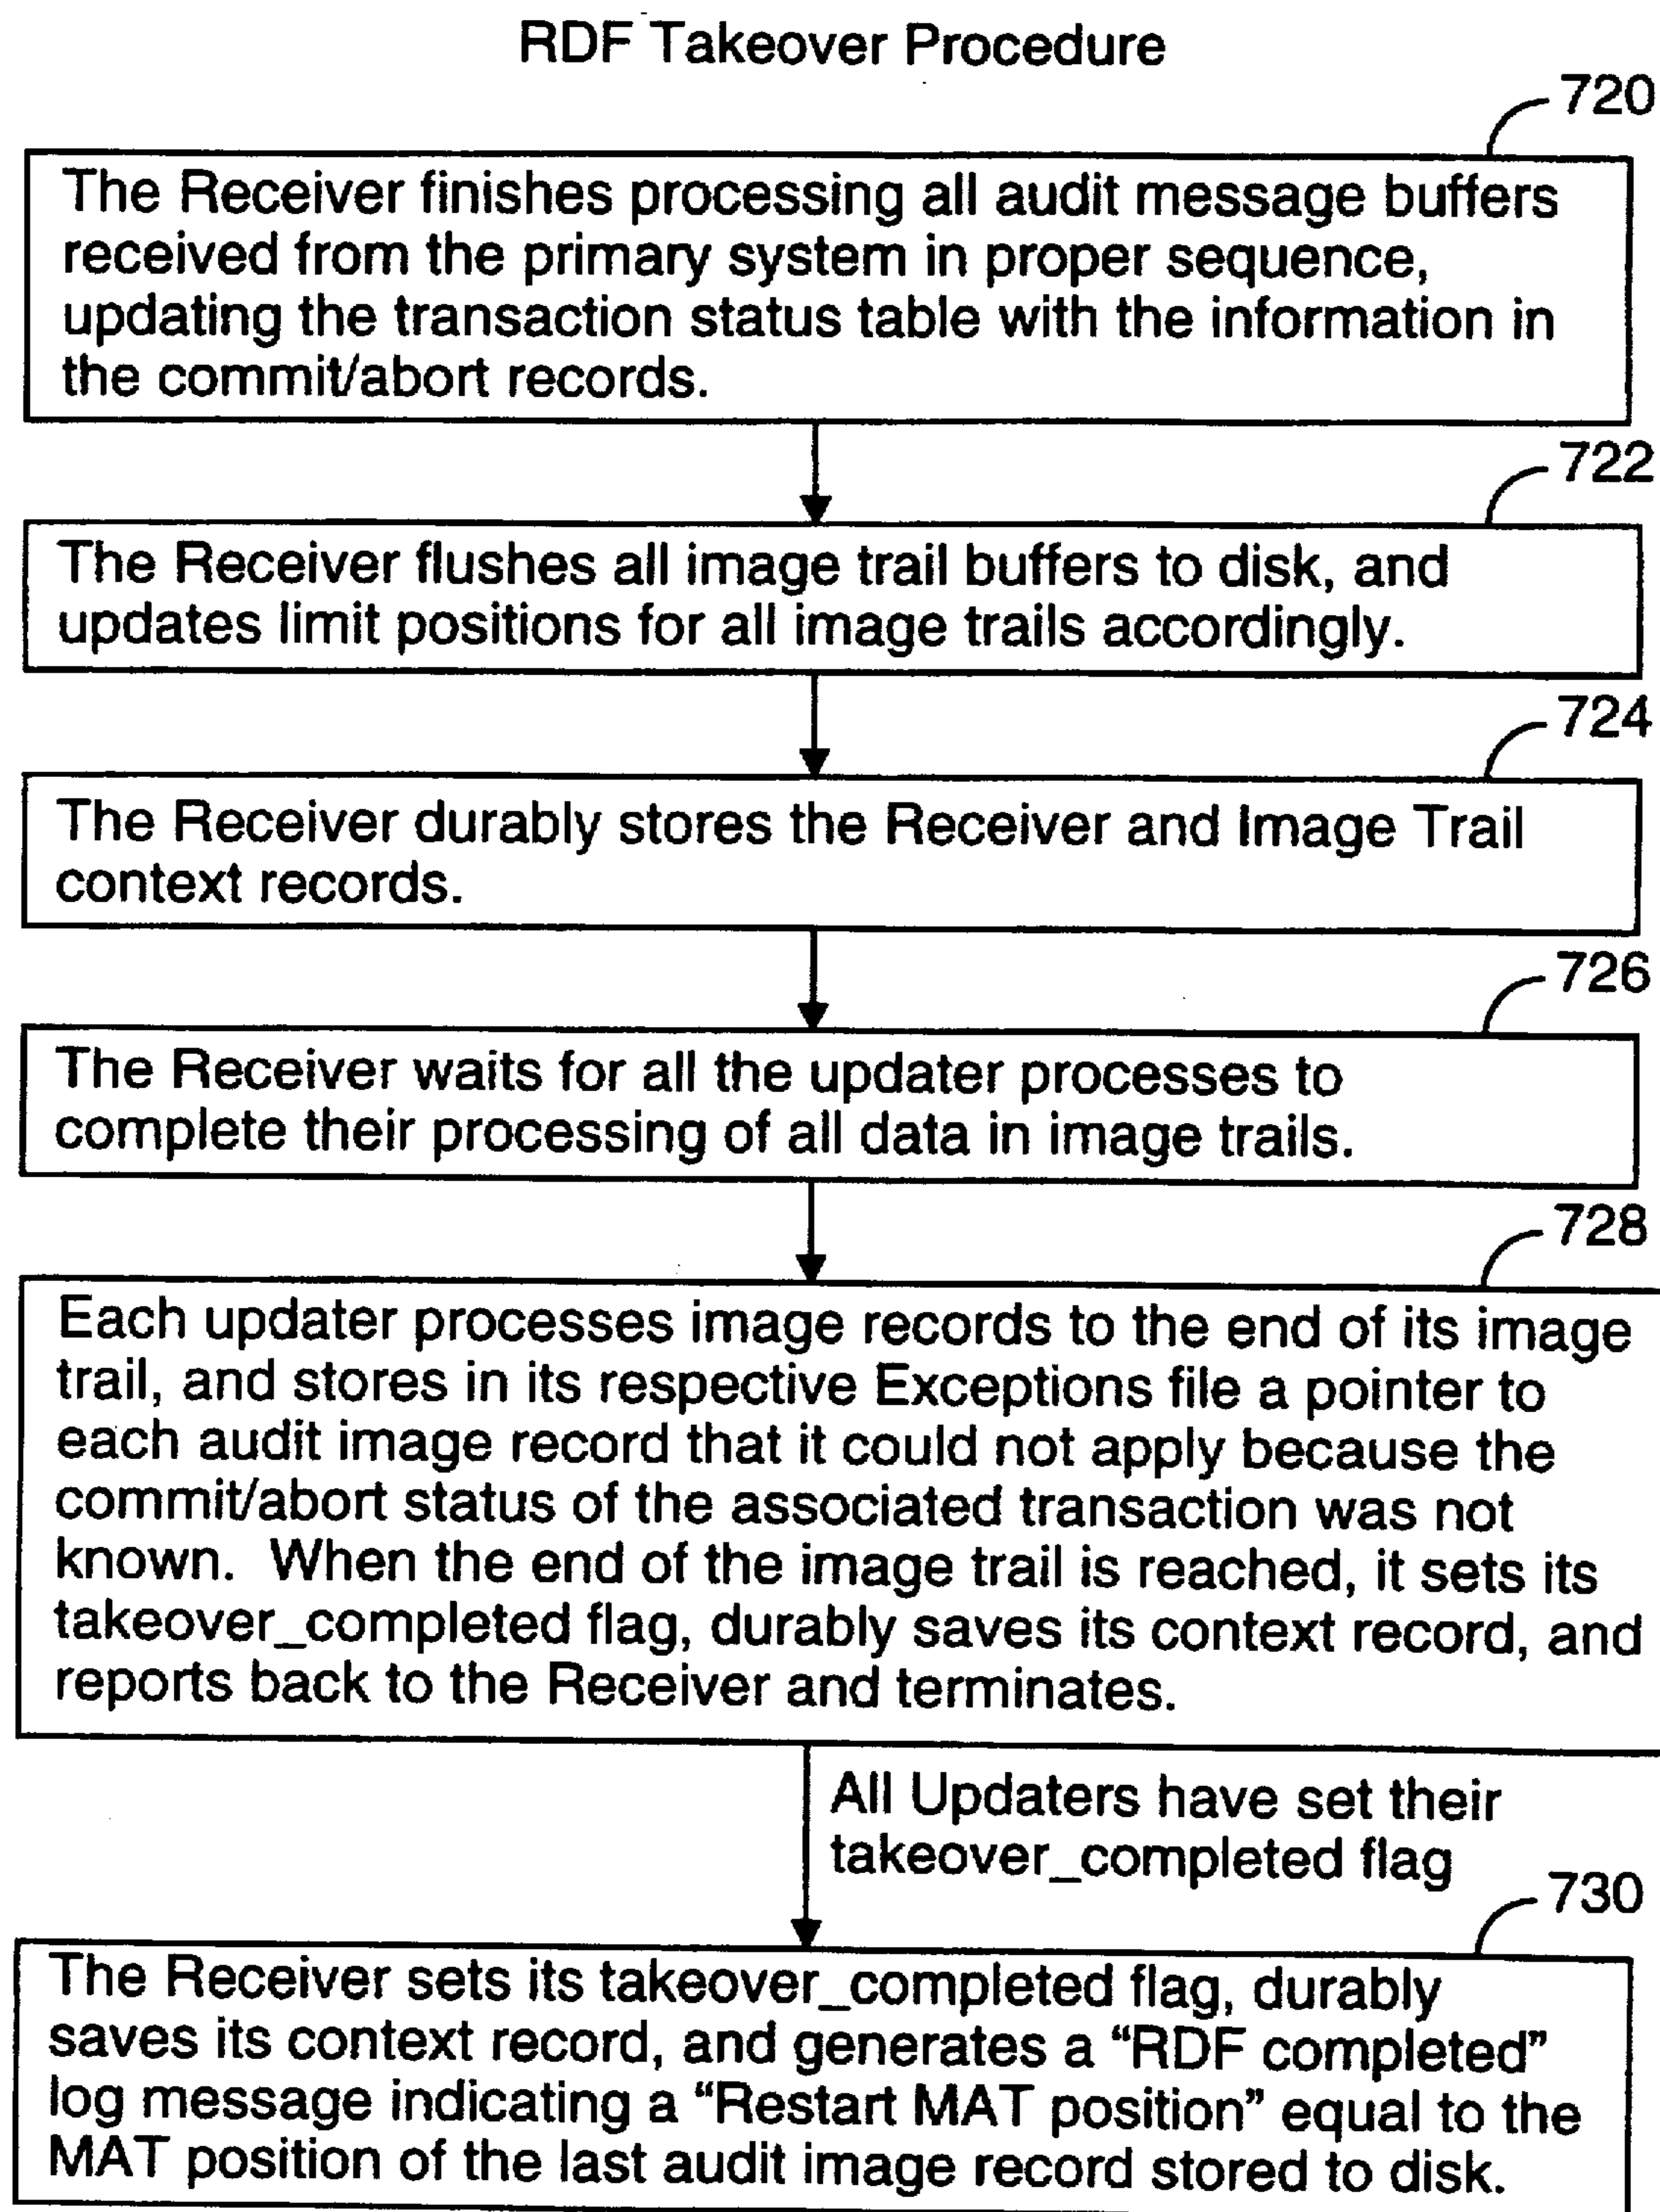 RDF Takeover Procedure
720
The Receiver finishes processing all audit message buffers
received from the primary system in proper sequence,
updating the transaction status table with the information in
the commit/abort records.
722
The Receiver flushes all image trail buffers to disk, and
updates limit positions for all image trails accordingly.
724
The Receiver durably stores the Receiver and Image Trail
context records.
726
The Receiver waits for all the updater processes to
complete their processing of all data in image trails.
728
Each updater processes image records to the end of its image
trail, and stores in its respective Exceptions file a pointer to
each audit image record that it could not apply because the
commit/abort status of the associated transaction was not
known. When the end of the image trail is reached, it sets its
takeover_completed flag, durably saves its context record, and
reports back to the Receiver and terminates.
All Updaters have set their
takeover_completed flag
730
The Receiver sets its takeover_completed flag, durably
saves its context record, and generates a “RDF completed”
log message indicating a “Restart MAT position” equal to the
MAT position of the last audit image record stored to disk.